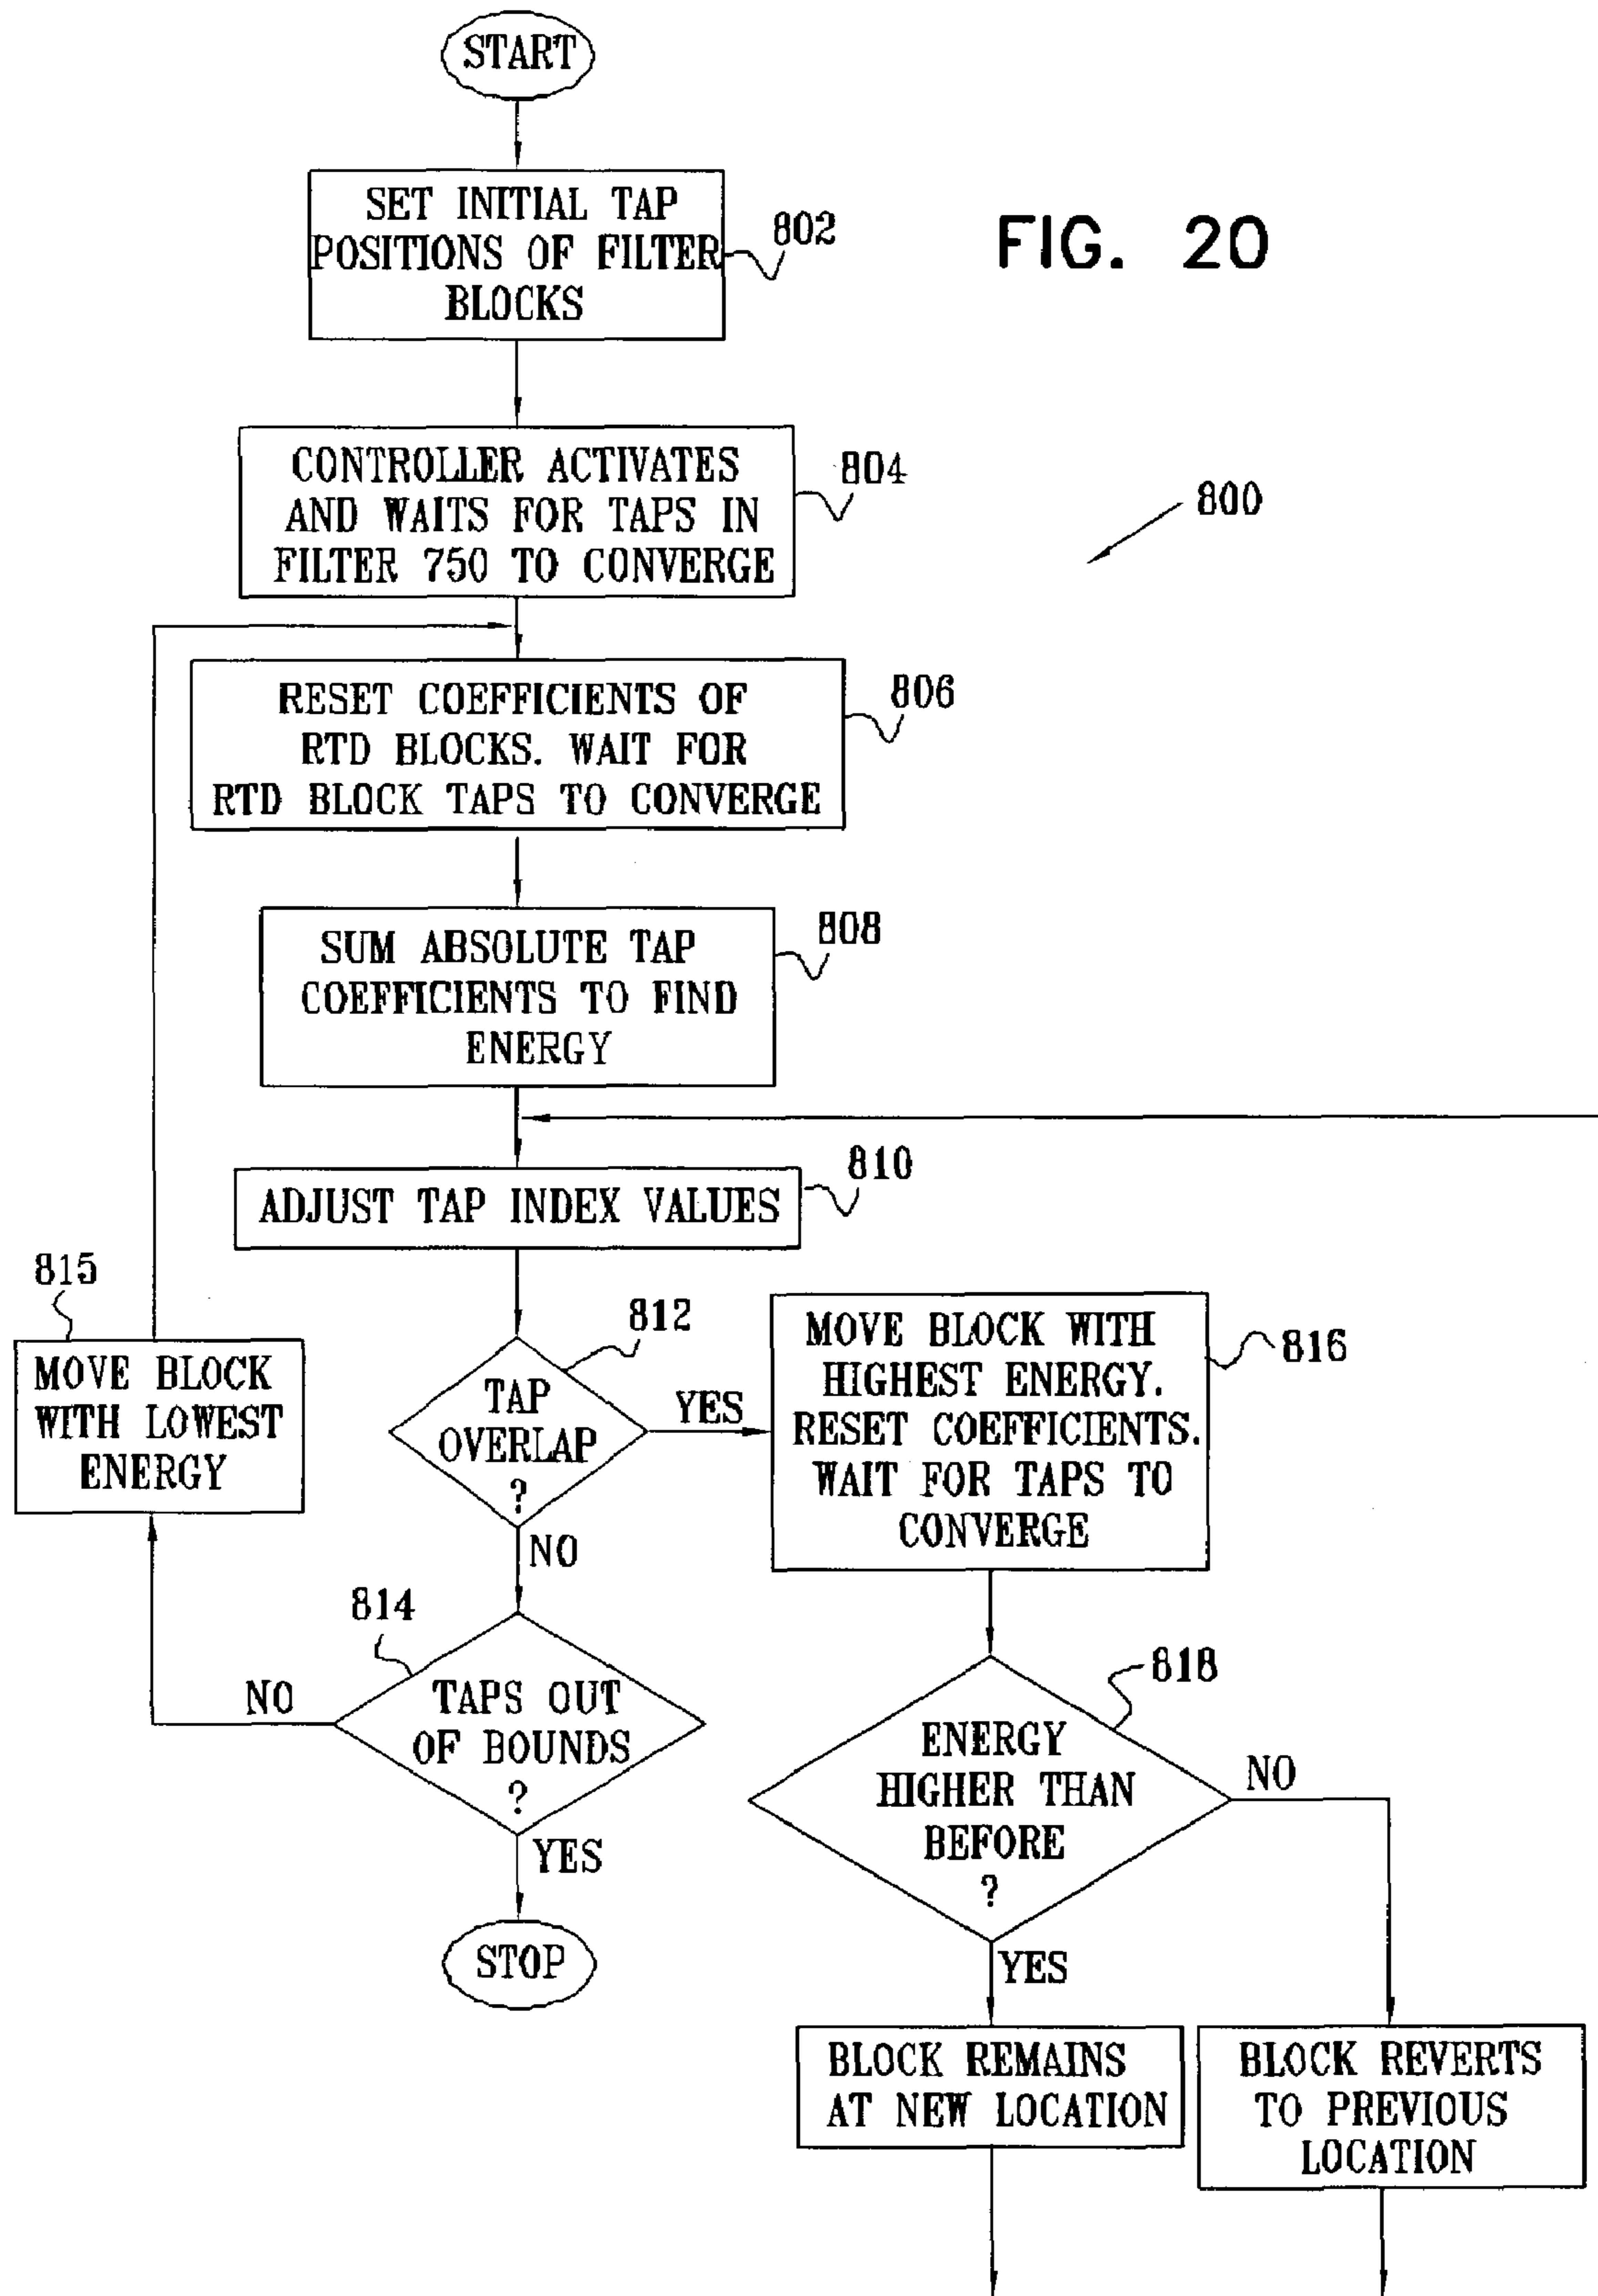 START
SET INITIAL TAP
POSITIONS OF FILTER
BLOCKS
802
FIG. 20
CONTROLLER ACTIVATES
AND WAITS FOR TAPS IN
FILTER 750 TO CONVERGE
804
800
RESET COEFFICIENTS OF
RTD BLOCKS. WAIT FOR
RTD BLOCK TAPS TO CONVERGE
806
SUM ABSOLUTE TAP
COEFFICIENTS TO FIND
ENERGY
808
ADJUST TAP INDEX VALUES
810
815
MOVE BLOCK
WITH LOWEST
ENERGY
812
TAP
OVERLAP
?
YES
NO
MOVE BLOCK WITH
HIGHEST ENERGY.
RESET COEFFICIENTS.
WAIT FOR TAPS TO
CONVERGE
816
814
TAPS OUT
OF BOUNDS
?
NO
YES
STOP
818
ENERGY
HIGHER THAN
BEFORE
?
NO
YES
BLOCK REMAINS
AT NEW LOCATION
BLOCK REVERTS
TO PREVIOUS
LOCATION